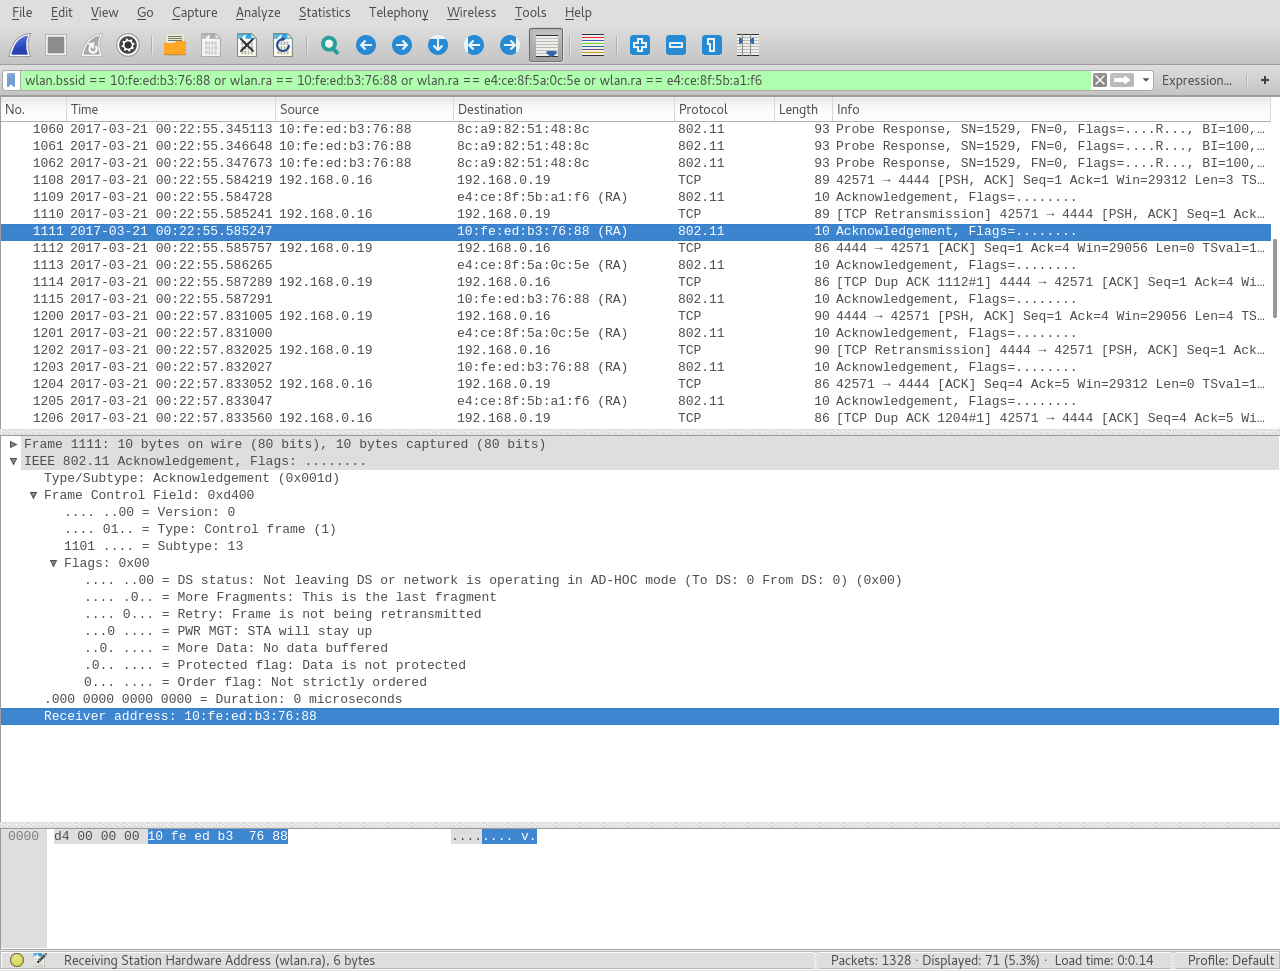 File Edit View Go Capture Analyze Statistics Telephony Wireless Tools Help
wlan.bssid == 10:fe:ed:b3:76:88 or wlan.ra == 10:fe:ed:b3:76:88 or wlan.ra == e4:ce:8f:5a:0c:5e or wlan.ra == e4:ce:8f:5b:a1:f6 Expression... +
No. Time Source Destination Protocol Length Info
1060 2017-03-21 00:22:55.345113 10:fe:ed:b3:76:88 8c:a9:82:51:48:8c 802.11 93 Probe Response, SN=1529, FN=0, Flags=....R..., BI=100,…
1061 2017-03-21 00:22:55.346648 10:fe:ed:b3:76:88 8c:a9:82:51:48:8c 802.11 93 Probe Response, SN=1529, FN=0, Flags=....R..., BI=100,…
1062 2017-03-21 00:22:55.347673 10:fe:ed:b3:76:88 8c:a9:82:51:48:8c 802.11 93 Probe Response, SN=1529, FN=0, Flags=....R..., BI=100,…
1108 2017-03-21 00:22:55.584219 192.168.0.16 192.168.0.19 TCP 89 42571 → 4444 [PSH, ACK] Seq=1 Ack=1 Win=29312 Len=3 TS…
1109 2017-03-21 00:22:55.584728 e4:ce:8f:5b:a1:f6 (RA) 802.11 10 Acknowledgement, Flags=........
1110 2017-03-21 00:22:55.585241 192.168.0.16 192.168.0.19 TCP 89 [TCP Retransmission] 42571 → 4444 [PSH, ACK] Seq=1 Ack…
1111 2017-03-21 00:22:55.585247 10:fe:ed:b3:76:88 (RA) 802.11 10 Acknowledgement, Flags=........
1112 2017-03-21 00:22:55.585757 192.168.0.19 192.168.0.16 TCP 86 4444 → 42571 [ACK] Seq=1 Ack=4 Win=29056 Len=0 TSval=1…
1113 2017-03-21 00:22:55.586265 e4:ce:8f:5a:0c:5e (RA) 802.11 10 Acknowledgement, Flags=........
1114 2017-03-21 00:22:55.587289 192.168.0.19 192.168.0.16 TCP 86 [TCP Dup ACK 1112#1] 4444 → 42571 [ACK] Seq=1 Ack=4 Wi…
1115 2017-03-21 00:22:55.587291 10:fe:ed:b3:76:88 (RA) 802.11 10 Acknowledgement, Flags=........
1200 2017-03-21 00:22:57.831005 192.168.0.19 192.168.0.16 TCP 90 4444 → 42571 [PSH, ACK] Seq=1 Ack=4 Win=29056 Len=4 TS…
1201 2017-03-21 00:22:57.831000 e4:ce:8f:5a:0c:5e (RA) 802.11 10 Acknowledgement, Flags=........
1202 2017-03-21 00:22:57.832025 192.168.0.19 192.168.0.16 TCP 90 [TCP Retransmission] 4444 → 42571 [PSH, ACK] Seq=1 Ack…
1203 2017-03-21 00:22:57.832027 10:fe:ed:b3:76:88 (RA) 802.11 10 Acknowledgement, Flags=........
1204 2017-03-21 00:22:57.833052 192.168.0.16 192.168.0.19 TCP 86 42571 → 4444 [ACK] Seq=4 Ack=5 Win=29312 Len=0 TSval=1…
1205 2017-03-21 00:22:57.833047 e4:ce:8f:5b:a1:f6 (RA) 802.11 10 Acknowledgement, Flags=........
1206 2017-03-21 00:22:57.833560 192.168.0.16 192.168.0.19 TCP 86 [TCP Dup ACK 1204#1] 42571 → 4444 [ACK] Seq=4 Ack=5 Wi…
Frame 1111: 10 bytes on wire (80 bits), 10 bytes captured (80 bits)
IEEE 802.11 Acknowledgement, Flags: ........
Type/Subtype: Acknowledgement (0x001d)
Frame Control Field: 0xd400
.... ..00 = Version: 0
.... 01.. = Type: Control frame (1)
1101 .... = Subtype: 13
Flags: 0x00
.... ..00 = DS status: Not leaving DS or network is operating in AD-HOC mode (To DS: 0 From DS: 0) (0x00)
.... .0.. = More Fragments: This is the last fragment
.... 0... = Retry: Frame is not being retransmitted
...0 .... = PWR MGT: STA will stay up
..0. .... = More Data: No data buffered
.0.. .... = Protected flag: Data is not protected
0... .... = Order flag: Not strictly ordered
.000 0000 0000 0000 = Duration: 0 microseconds
Receiver address: 10:fe:ed:b3:76:88
0000 d4 00 00 00 10 fe ed b3 76 88 ........ v.
Receiving Station Hardware Address (wlan.ra), 6 bytes Packets: 1328 · Displayed: 71 (5.3%) · Load time: 0:0.14 Profile: Default